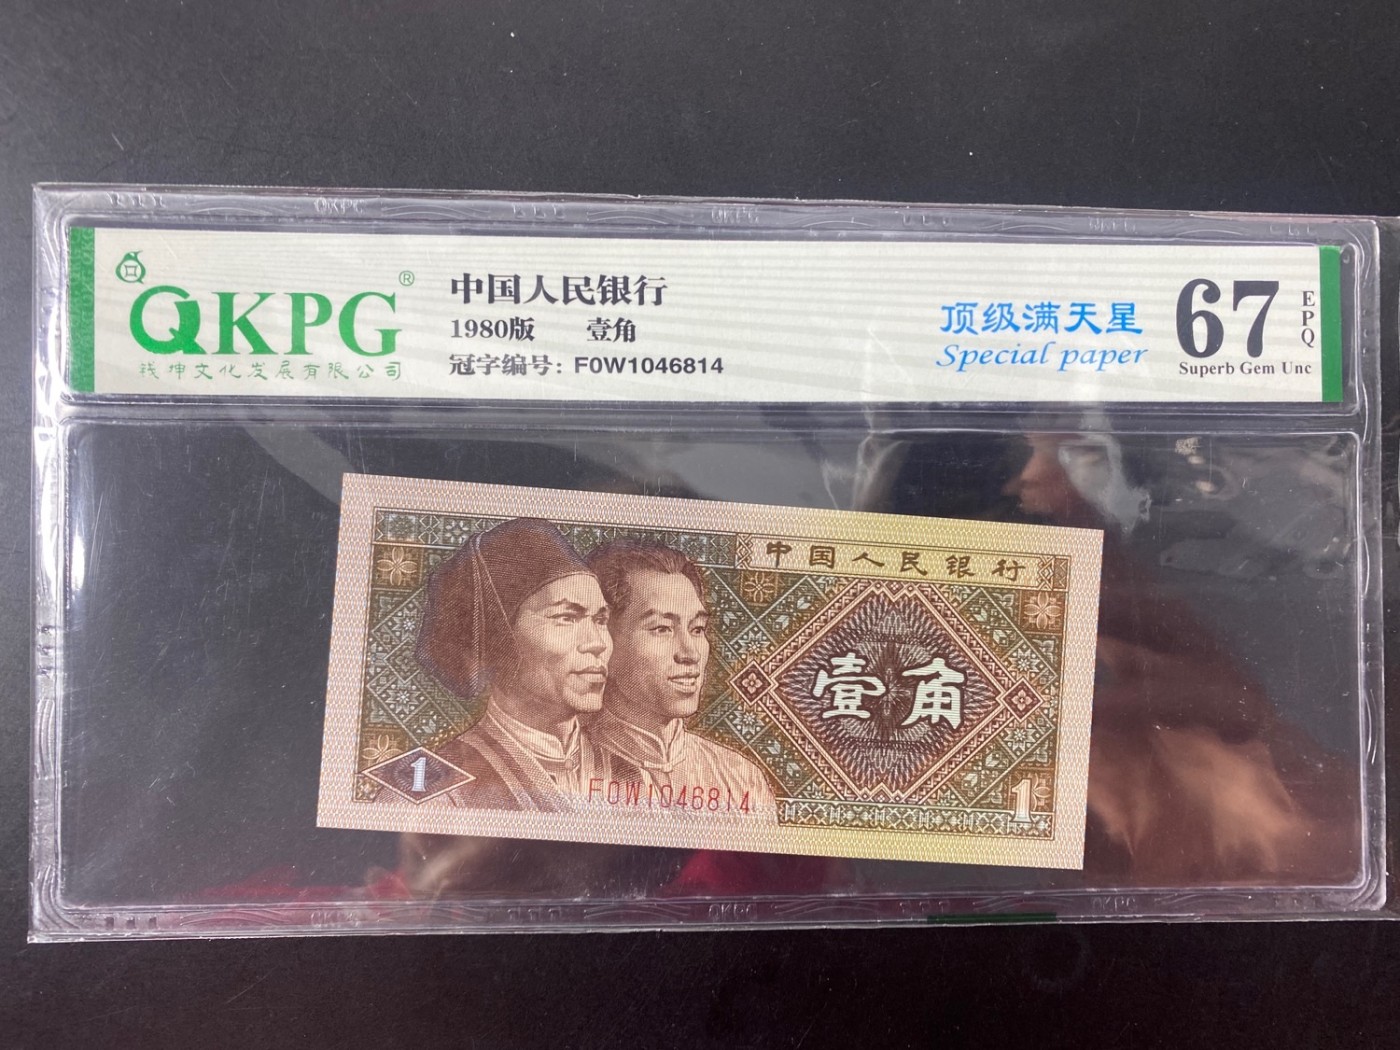 QKPG®
钱坤文化发展有限公司
中国人民银行
1980版 壹角
冠字编号: F0W1046814
顶级满天星
Special paper
67
EPQ
Superb Gem Unc
中国人民银行
壹角
1
F0W1046814
1